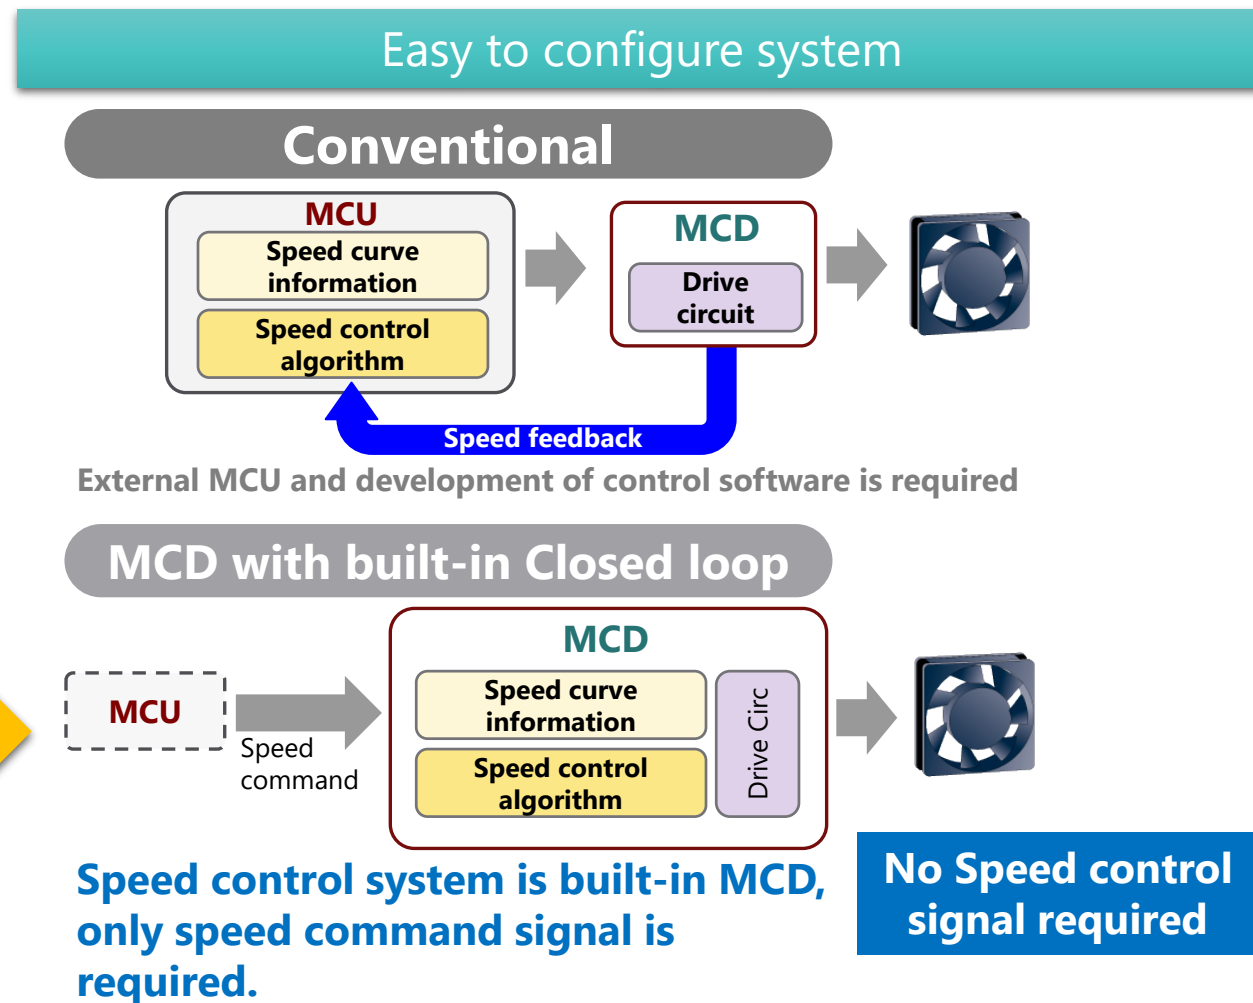 Easy to configure system
Conventional
MCU
Speed curve
information
Speed control
algorithm
MCD
Drive
circuit
Speed feedback
External MCU and development of control software is required
MCD with built-in Closed loop
MCU
Speed
command
MCD
Speed curve
information
Speed control
algorithm
Drive Circ
Speed control system is built-in MCD,
only speed command signal is
required.
No Speed control
signal required